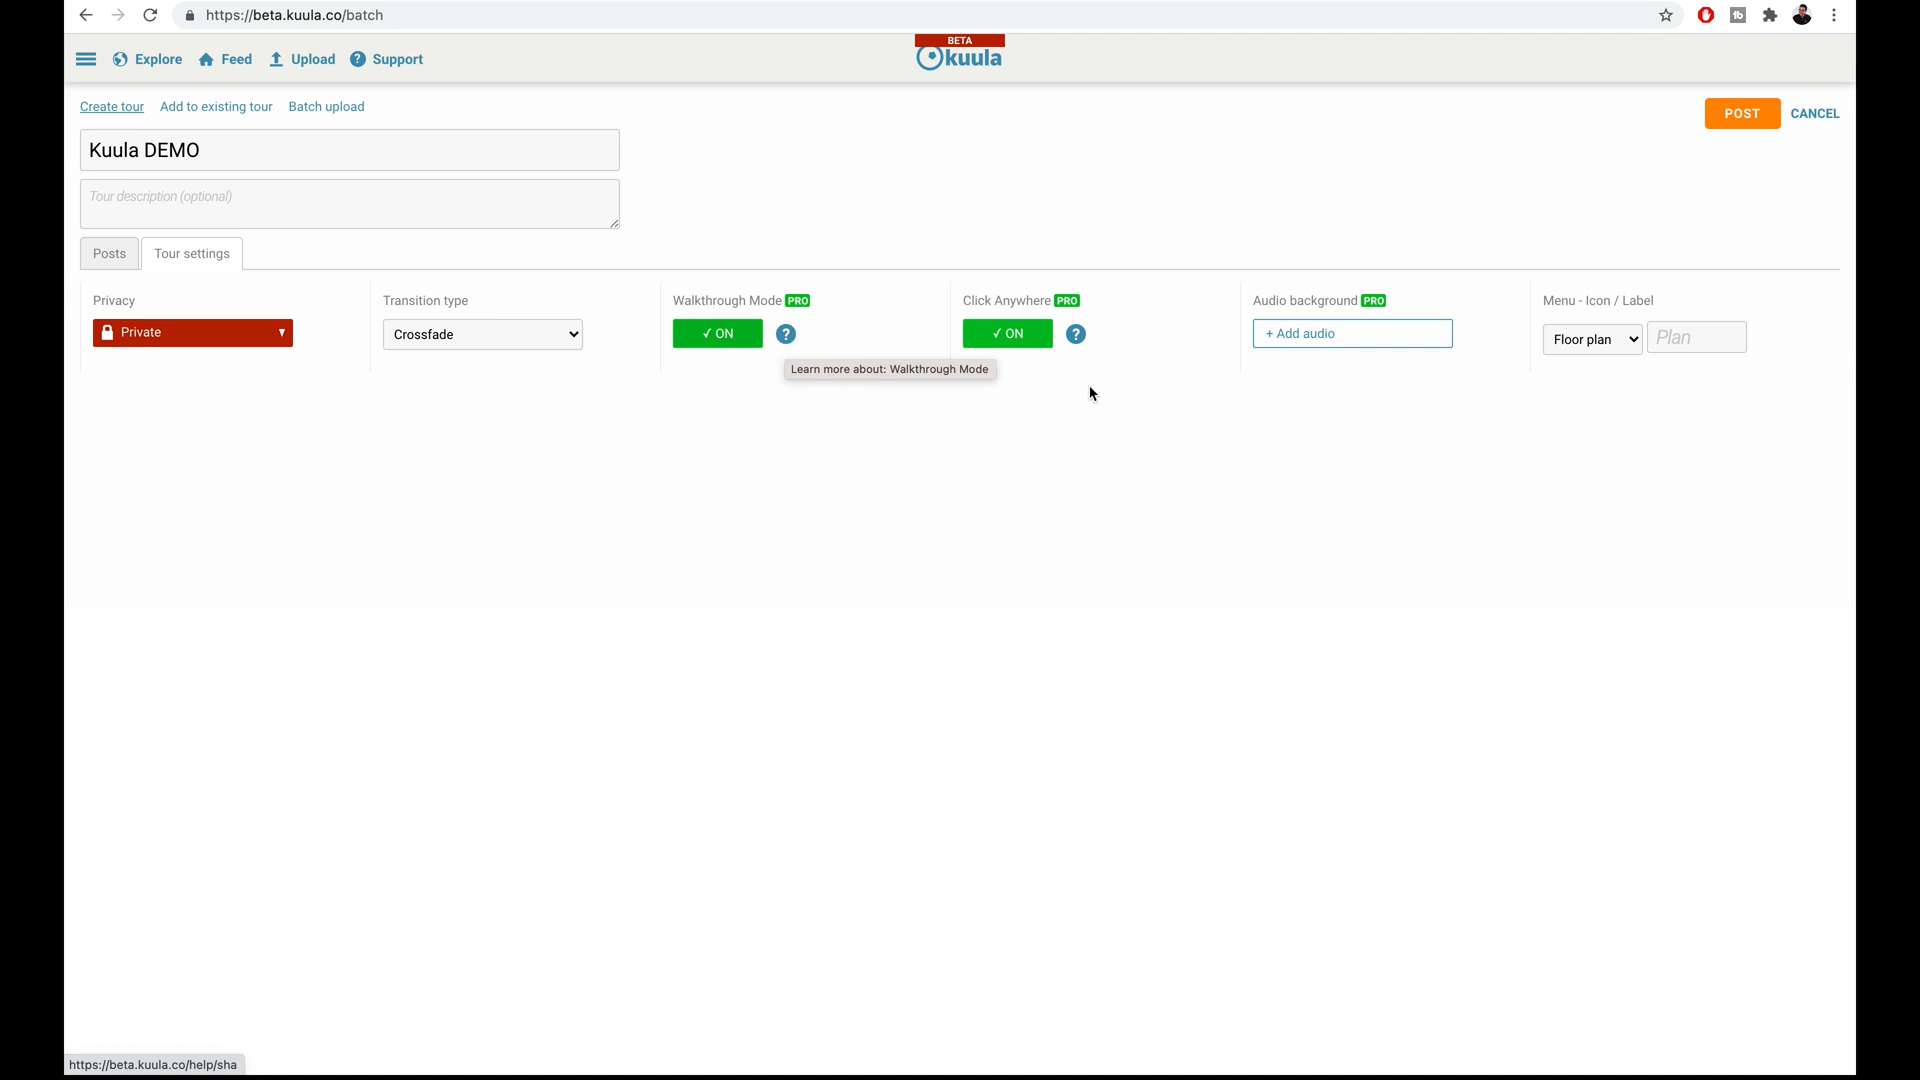 https://beta.kuula.co/batch
Explore Feed Upload Support
BETA
kuula
Create tour Add to existing tour Batch upload
POST CANCEL
Kuula DEMO
Tour description (optional)
Posts Tour settings
Privacy Transition type Walkthrough Mode PRO Click Anywhere PRO Audio background PRO Menu - Icon / Label
Private Crossfade ✓ ON ? ✓ ON ? + Add audio Floor plan Plan
Learn more about: Walkthrough Mode
https://beta.kuula.co/help/sha